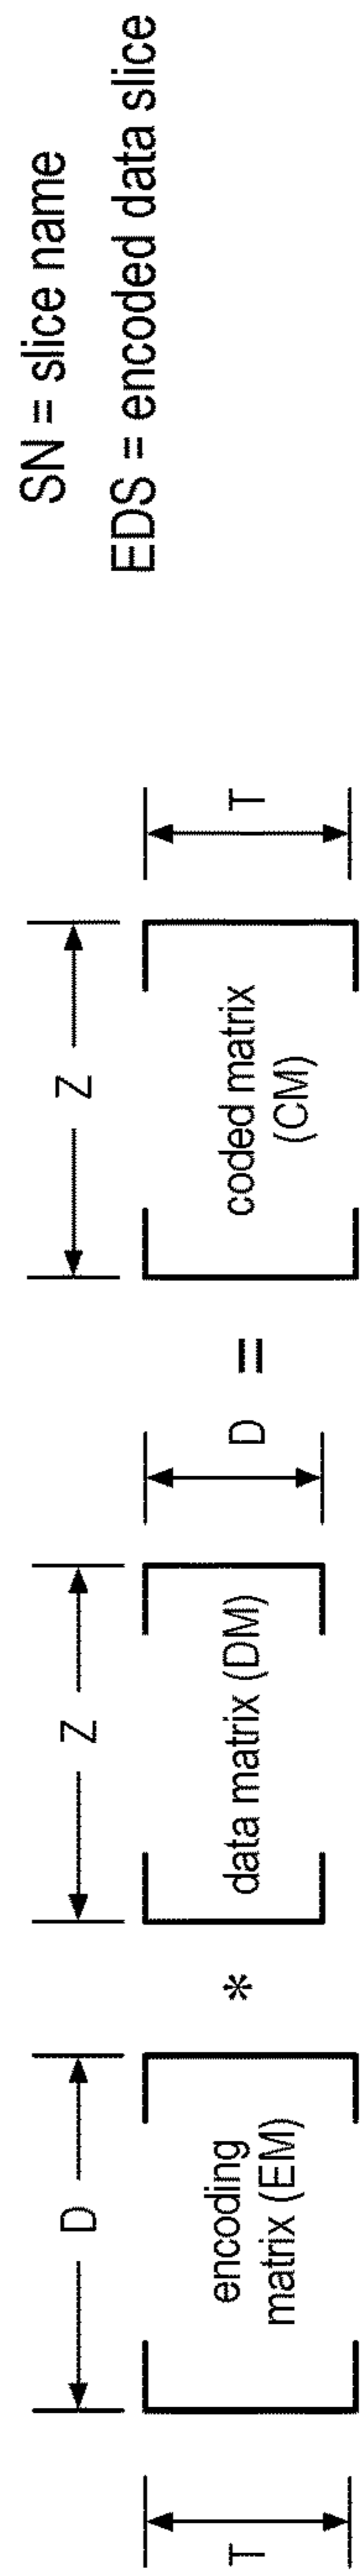 SN = slice name
EDS = encoded data slice
D
Z
Z
T
encoding
matrix (EM)
*
data matrix (DM)
D
=
coded matrix
(CM)
T